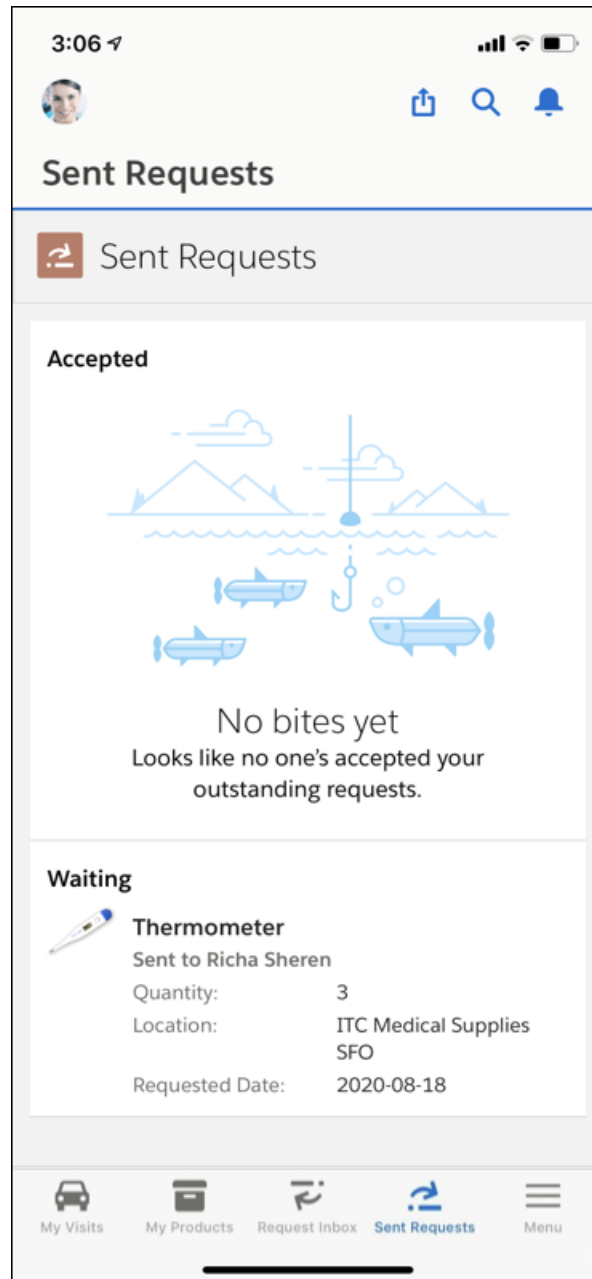 3:06
Sent Requests
Sent Requests
Accepted
No bites yet
Looks like no one's accepted your
outstanding requests.
Waiting
Thermometer
Sent to Richa Sheren
Quantity: 3
Location: ITC Medical Supplies
SFO
Requested Date: 2020-08-18
My Visits My Products Request Inbox Sent Requests Menu